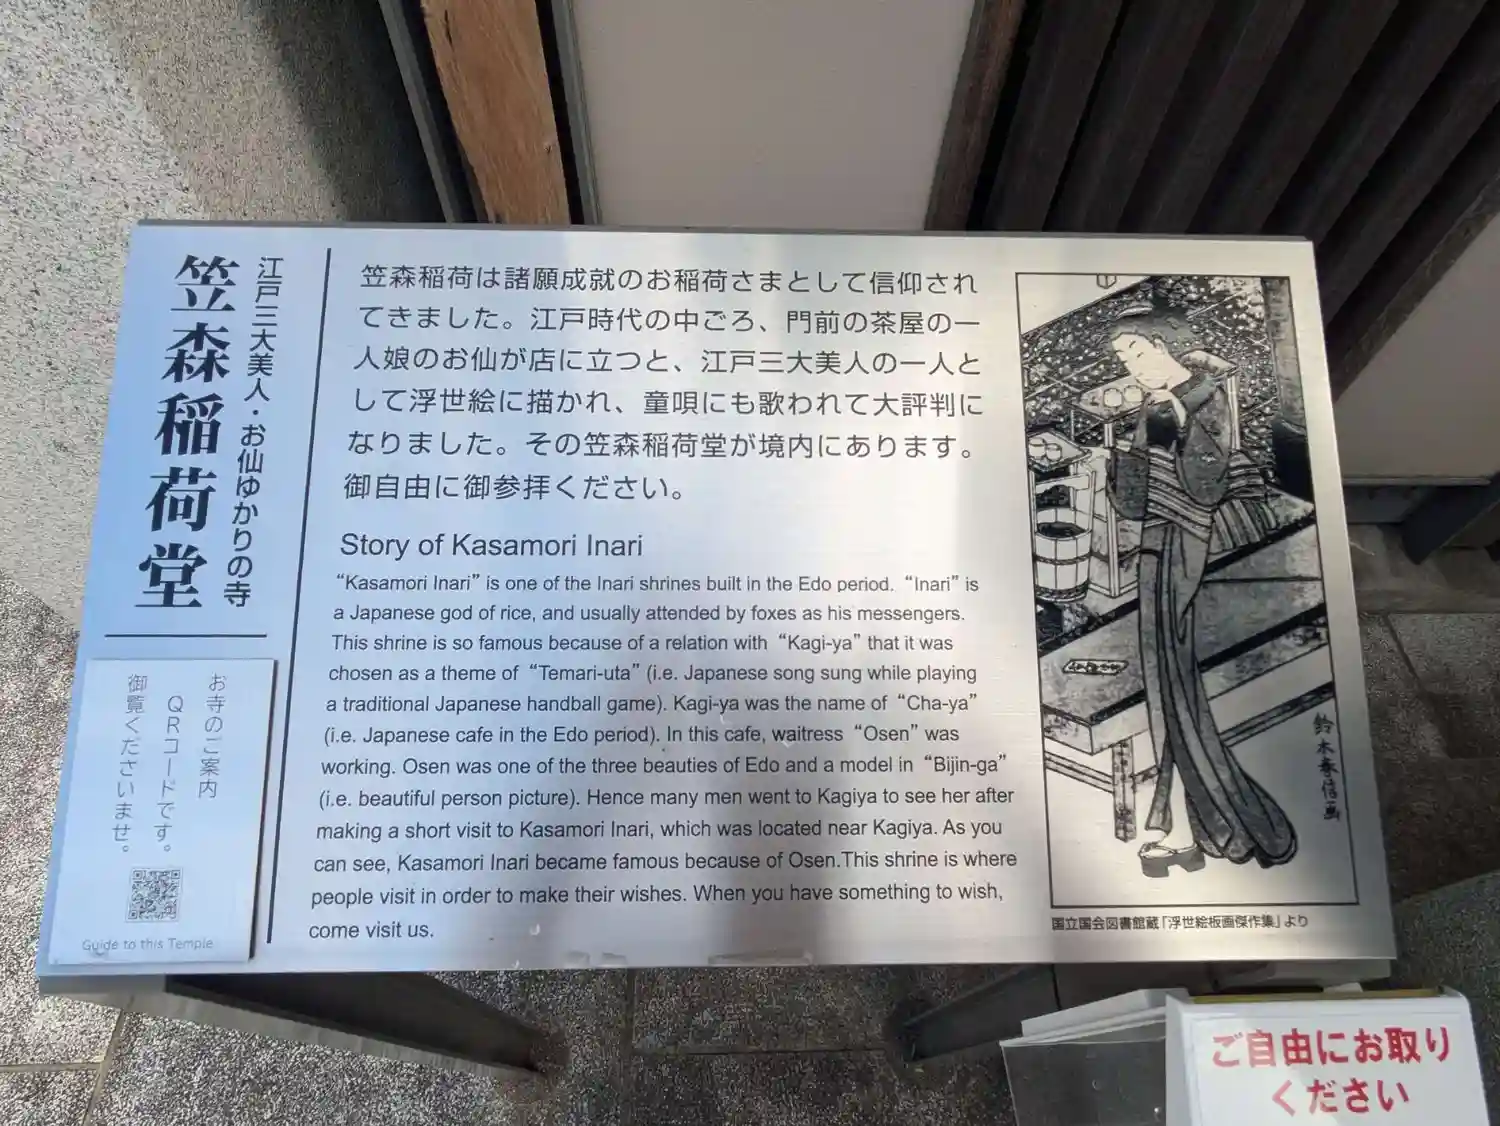 江戸三大美人・お仙ゆかりの寺
笠森稲荷堂
お寺のご案内
QRコードです。
御覧くださいませ。
Guide to this Temple
笠森稲荷は諸願成就のお稲荷さまとして信仰され
てきました。江戸時代の中ごろ、門前の茶屋の一
人娘のお仙が店に立つと、江戸三大美人の一人と
して浮世絵に描かれ、童唄にも歌われて大評判に
なりました。その笠森稲荷堂が境内にあります。
御自由に御参拝ください。
Story of Kasamori Inari
“Kasamori Inari” is one of the Inari shrines built in the Edo period. “Inari” is
a Japanese god of rice, and usually attended by foxes as his messengers.
This shrine is so famous because of a relation with “Kagi-ya” that it was
chosen as a theme of “Temari-uta” (i.e. Japanese song sung while playing
a traditional Japanese handball game). Kagi-ya was the name of “Cha-ya”
(i.e. Japanese cafe in the Edo period). In this cafe, waitress “Osen” was
working. Osen was one of the three beauties of Edo and a model in “Bijin-ga”
(i.e. beautiful person picture). Hence many men went to Kagiya to see her after
making a short visit to Kasamori Inari, which was located near Kagiya. As you
can see, Kasamori Inari became famous because of Osen.This shrine is where
people visit in order to make their wishes. When you have something to wish,
come visit us.
鈴木春信画
国立国会図書館蔵「浮世絵板画傑作集」より
ご自由にお取り
ください